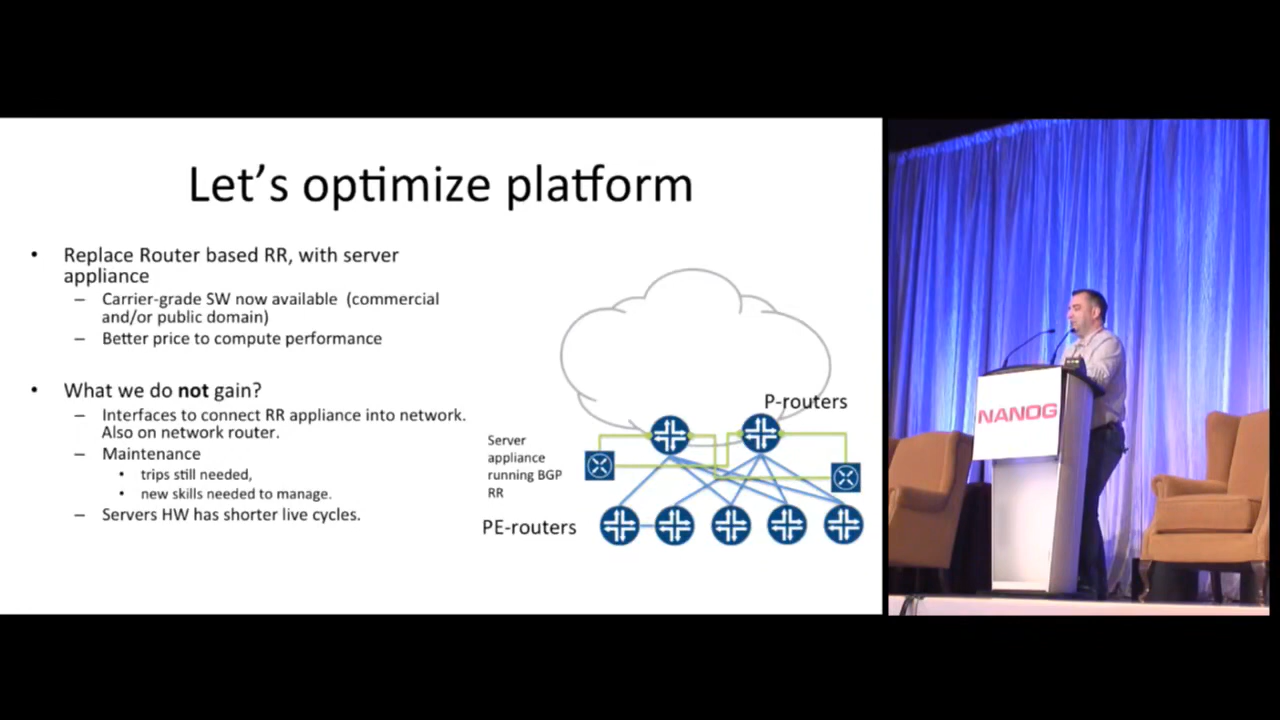 Let's optimize platform
• Replace Router based RR, with server
appliance
– Carrier-grade SW now available (commercial
and/or public domain)
– Better price to compute performance
• What we do not gain?
– Interfaces to connect RR appliance into network.
Also on network router.
– Maintenance
• trips still needed,
• new skills needed to manage.
– Servers HW has shorter live cycles.
P-routers
Server
appliance
running BGP
RR
PE-routers
NANOG